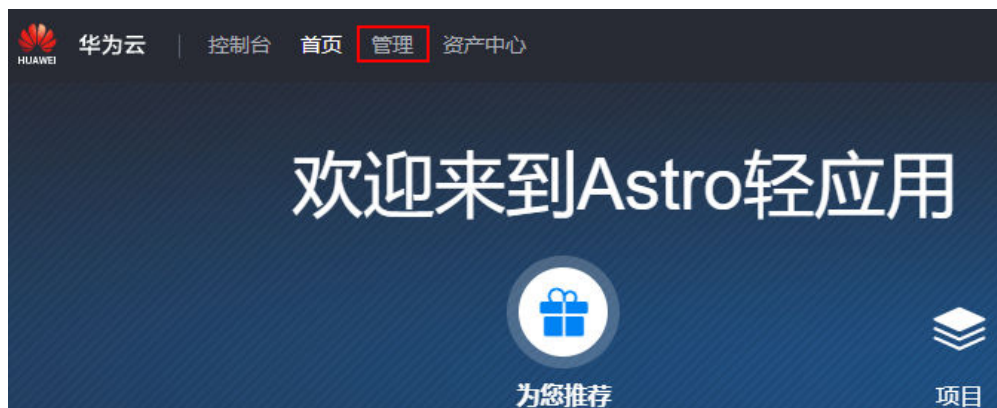 HUAWEI 华为云 | 控制台 首页 管理 资产中心
欢迎来到Astro轻应用
为您推荐 项目